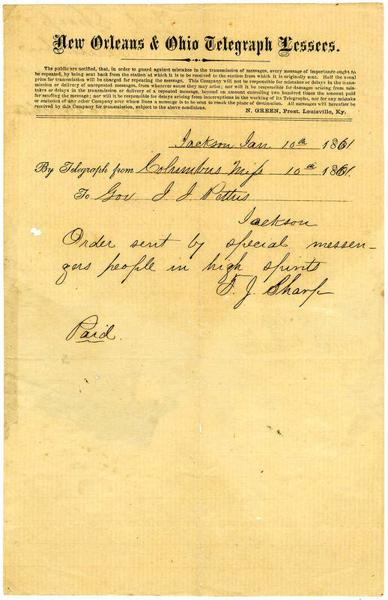 New Orleans & Ohio Telegraph Lessees.
The public are notified, that, in order to guard against mistakes in the transmission of messages, every message of importance ought to
be repeated, by being sent back from the station at which it is to be received to the station from which it is originally sent. Half the usual
price for transmission will be charged for repeating the message. This Company will not be responsible for mistakes or delays in the trans-
mission or delivery of unrepeated messages, from whatever cause they may arise; nor will it be responsible for damages arising from mis-
takes or delays in the transmission or delivery of a repeated message, beyond an amount exceeding two hundred times the amount paid
for sending the message; nor will it be responsible for delays arising from interruptions in the working of its Telegraphs, nor for any mistake
or omission of any other Company over whose lines a message is to be sent to reach the place of destination. All messages will hereafter be
received by this Company for transmission, subject to the above conditions.
N. GREEN, Prest. Louisville, Ky.
Jackson Jan 10th 1861
By Telegraph from Columbus Miss 10th 1861
To Gov J J Pettus
Jackson
Order sent by special messen-
gers people in high spirits
T. J. Sharp
Paid.